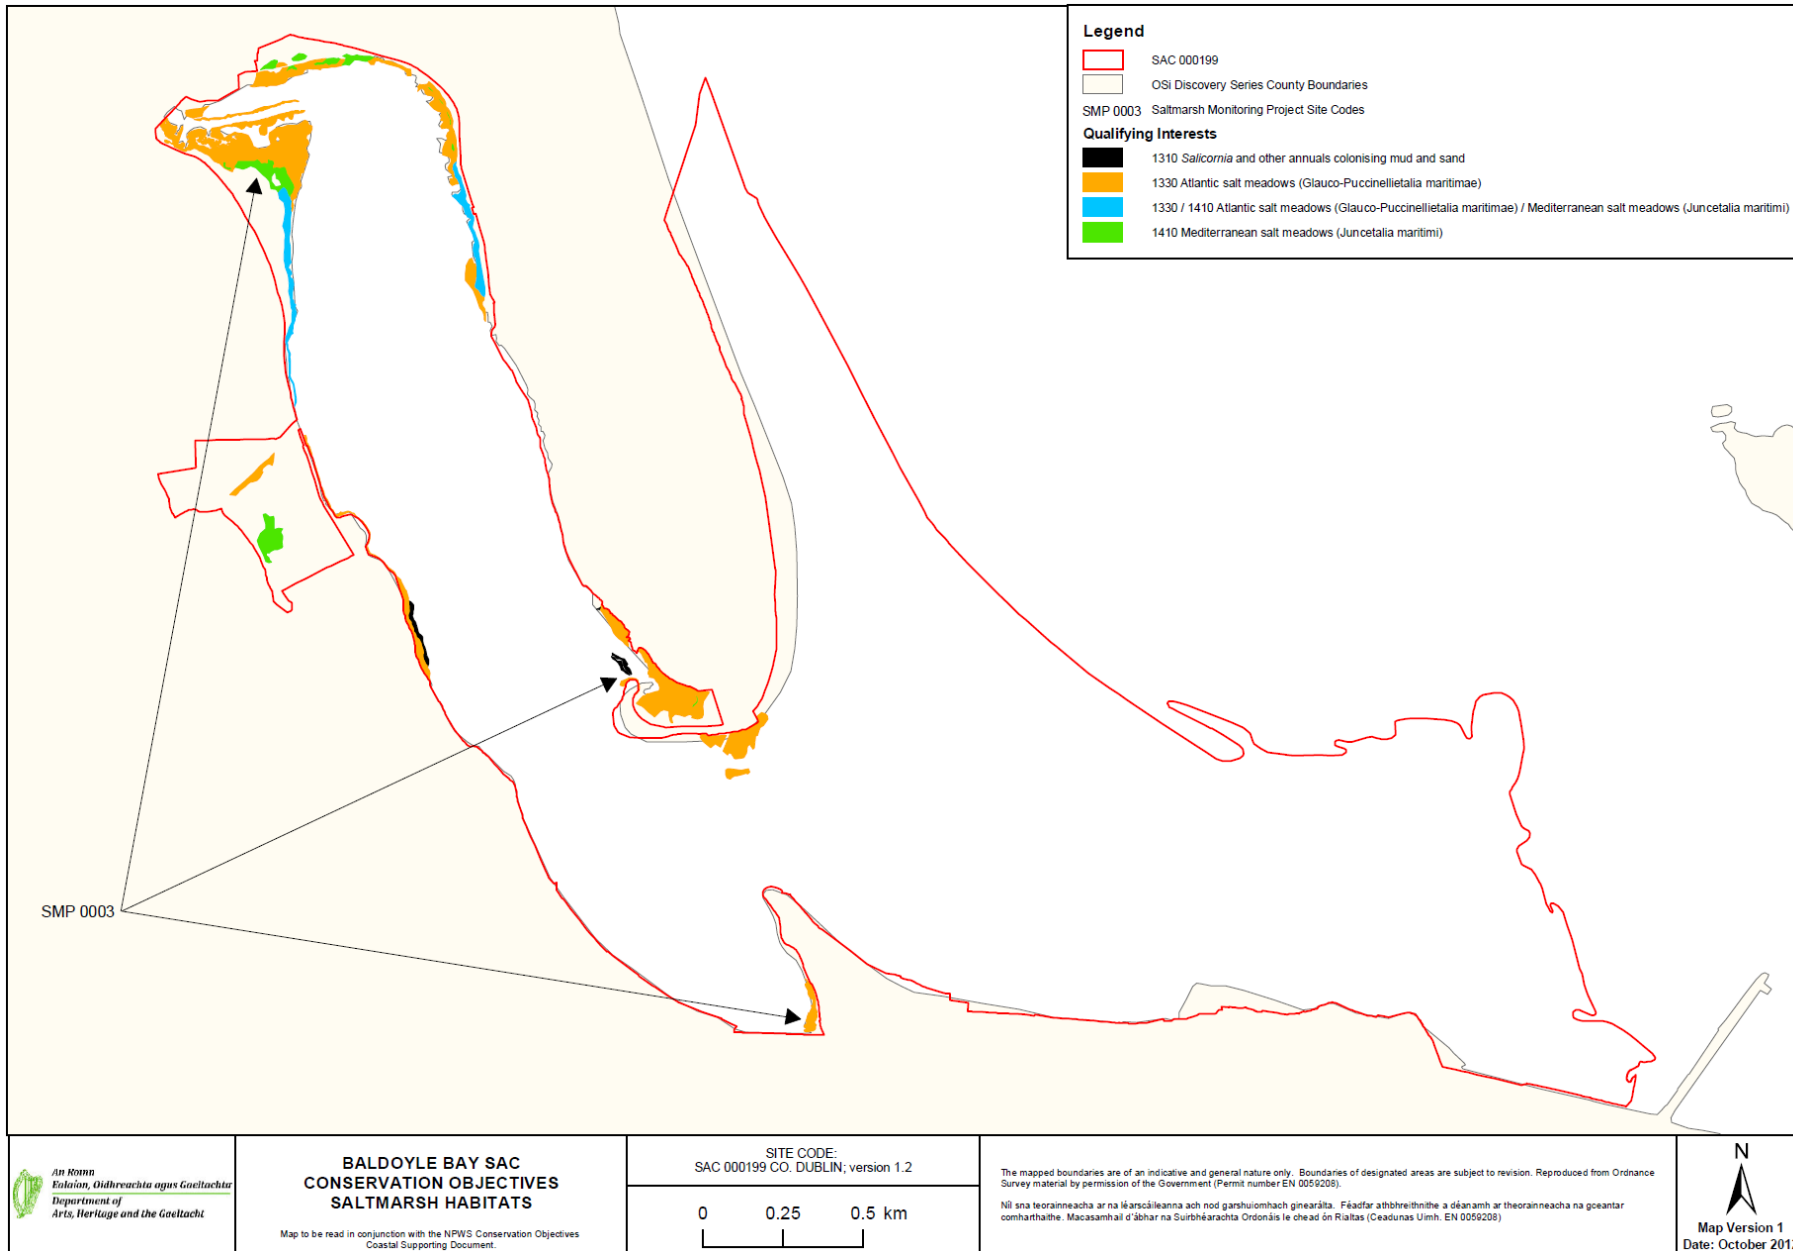 Legend
SAC 000199
OSi Discovery Series County Boundaries
SMP 0003 Saltmarsh Monitoring Project Site Codes
Qualifying Interests
1310 Salicornia and other annuals colonising mud and sand
1330 Atlantic salt meadows (Glauco-Puccinellietalia maritimae)
1330 / 1410 Atlantic salt meadows (Glauco-Puccinellietalia maritimae) / Mediterranean salt meadows (Juncetalia maritimi)
1410 Mediterranean salt meadows (Juncetalia maritimi)
SMP 0003
An Roinn
Ealaíon, Oidhreachta agus Gaeltachta
Department of
Arts, Heritage and the Gaeltacht
BALDOYLE BAY SAC
CONSERVATION OBJECTIVES
SALTMARSH HABITATS
Map to be read in conjunction with the NPWS Conservation Objectives
Coastal Supporting Document.
SITE CODE:
SAC 000199 CO. DUBLIN; version 1.2
0 0.25 0.5 km
The mapped boundaries are of an indicative and general nature only. Boundaries of designated areas are subject to revision. Reproduced from Ordnance
Survey material by permission of the Government (Permit number EN 0059208).
Níl sna teorainneacha ar na léarscáileanna ach nod garshuiomhach ginearálta. Féadfar athbhreithnithe a déanamh ar theorainneacha na gceantar
comharthaithe. Macasamhail d'ábhar na Suirbhéarachta Ordonáis le chead ón Rialtas (Ceadunas Uimh. EN 0059208)
N
Map Version 1
Date: October 2012